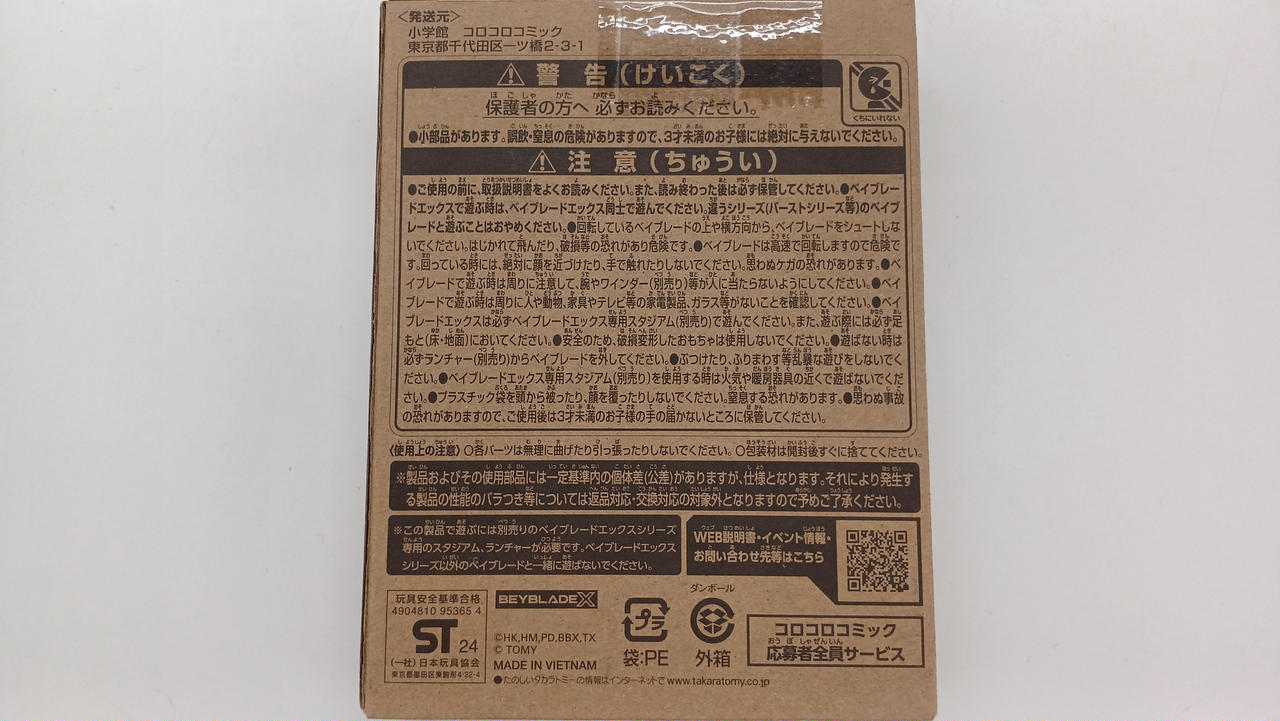 <発送元>
小学館 コロコロコミック
東京都千代田区一ツ橋2-3-1
警 告(けいこく)
くちにいれない
保護者の方へ 必ずお読みください。
●小部品があります。誤飲・窒息の危険がありますので、3才未満のお子様には絶対に与えないでください。
注 意(ちゅうい)
●ご使用の前に、取扱説明書をよくお読みください。また、読み終わった後は必ず保管してください。●ベイブレー
ドエックスで遊ぶ時は、ベイブレードエックス同士で遊んでください。違うシリーズ(バーストシリーズ等)のベイブ
レードと遊ぶことはおやめください。●回転しているベイブレードの上や横方向から、ベイブレードをシュートしな
いでください。はじかれて飛んだり、破損等の恐れがあり危険です。●ベイブレードは高速で回転しますので危険で
す。回っている時には、絶対に顔を近づけたり、手で触れたりしないでください。思わぬケガの恐れがあります。●ベ
イブレードで遊ぶ時は周りに注意して、腕やワインダー(別売り)等が人に当たらないようにしてください。●ベイ
ブレードで遊ぶ時は周りに人や動物、家具やテレビ等の家電製品、ガラス等がないことを確認してください。●ベイ
ブレードエックスは必ずベイブレードエックス専用スタジアム(別売り)で遊んでください。また、遊ぶ際には必ず足
もと(床・地面)においてください。●安全のため、破損変形したおもちゃは使用しないでください。●遊ばない時は
必ずランチャー(別売り)からベイブレードを外してください。●ぶつけたり、ふりまわす等乱暴な遊びをしないでく
ださい。●ベイブレードエックス専用スタジアム(別売り)を使用する時は火気や暖房器具の近くで遊ばないでくだ
さい。●プラスチック袋を頭から被ったり、顔を覆ったりしないでください。窒息する恐れがあります。●思わぬ事故
の恐れがありますので、ご使用後は3才未満のお子様の手の届かないところに保管してください。
〈使用上の注意〉○各パーツは無理に曲げたり引っ張ったりしないでください。○包装材は開封後すぐに捨ててください。
※製品およびその使用部品には一定基準内の個体差(公差)がありますが、仕様となります。それにより発生す
る製品の性能のバラつき等については返品対応・交換対応の対象外となりますので予めご了承ください。
※この製品で遊ぶには別売りのベイブレードエックスシリーズ
専用のスタジアム、ランチャーが必要です。ベイブレードエックス
シリーズ以外のベイブレードと一緒に遊ばないでください。
WEB説明書・イベント情報・
お問い合わせ先等はこちら
玩具安全基準合格
4904810 95365 4
ST 24
(一社)日本玩具協会
東京都墨田区東駒形4-22-4
BEYBLADE X
©HK,HM,PD,BBX,TX
© TOMY
MADE IN VIETNAM
プラ
袋:PE
ダンボール
外箱
コロコロコミック
応募者全員サービス
●たのしいタカラトミーの情報はインターネットで www.takaratomy.co.jp